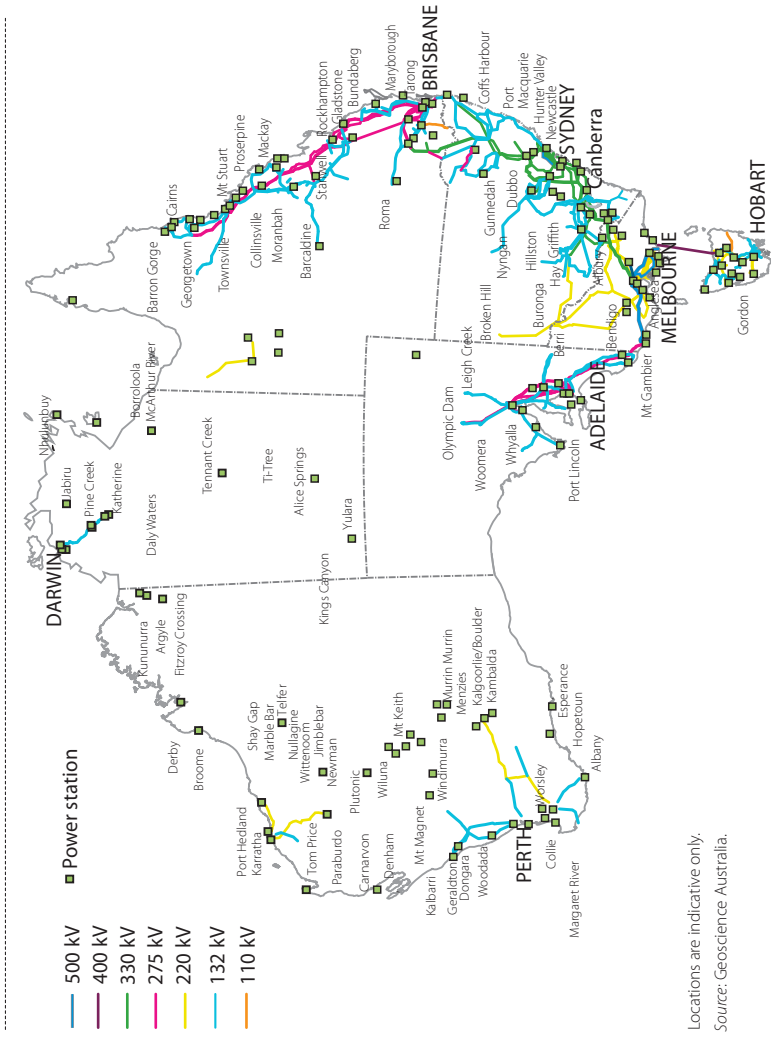 500 kV
400 kV
330 kV
275 kV
220 kV
132 kV
110 kV
Power station
DARWIN
Jabiru
Nhulunbuy
Pine Creek
Katherine
Daly Waters
Borroloola
McArthur River
Tennant Creek
Ti-Tree
Alice Springs
Kings Canyon
Yulara
Kununurra
Argyle
Fitzroy Crossing
Derby
Broome
Port Hedland
Karratha
Shay Gap
Marble Bar
Telfer
Nullagine
Wittenoom
Jimblebar
Newman
Tom Price
Paraburdo
Carnarvon
Denham
Plutonic
Wiluna
Mt Keith
Mt Magnet
Windimurra
Murrin Murrin
Menzies
Kalgoorlie/Boulder
Kambalda
Kalbarri
Geraldton
Dongara
Woodada
PERTH
Collie
Worsley
Margaret River
Albany
Hopetoun
Esperance
Barron Gorge
Cairns
Georgetown
Townsville
Mt Stuart
Proserpine
Collinsville
Mackay
Moranbah
Barcaldine
Stanwell
Rockhampton
Gladstone
Bundaberg
Maryborough
Tarong
Roma
BRISBANE
Coffs Harbour
Port
Macquarie
Hunter Valley
Newcastle
SYDNEY
Canberra
Gunnedah
Dubbo
Nyngan
Hillston
Hay
Griffith
Albury
Broken Hill
Buronga
Berri
Bendigo
Anglesea
MELBOURNE
Mt Gambier
Leigh Creek
Olympic Dam
Woomera
Whyalla
Port Lincoln
ADELAIDE
Gordon
HOBART
Locations are indicative only.
Source: Geoscience Australia.